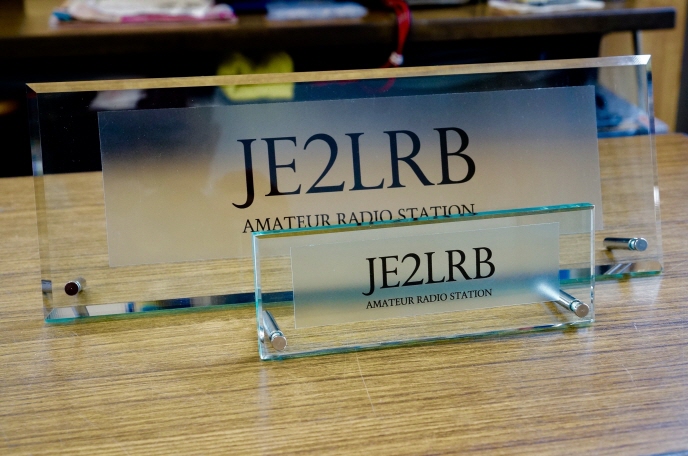 JE2LRB
AMATEUR RADIO STATION
JE2LRB
AMATEUR RADIO STATION